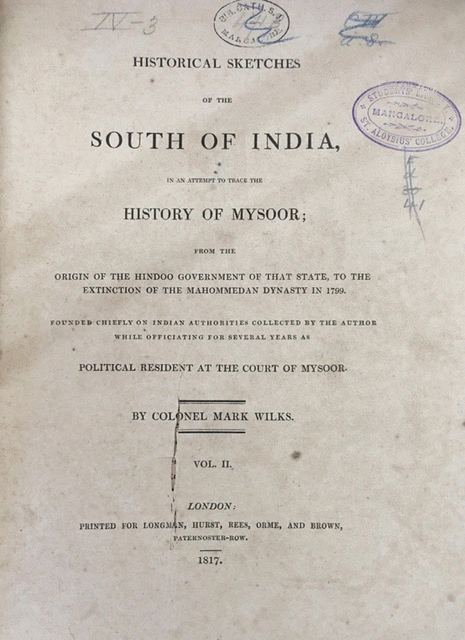 IV-3
HISTORICAL SKETCHES
OF THE
SOUTH OF INDIA,
IN AN ATTEMPT TO TRACE THE
HISTORY OF MYSOOR;
FROM THE
ORIGIN OF THE HINDOO GOVERNMENT OF THAT STATE, TO THE
EXTINCTION OF THE MAHOMMEDAN DYNASTY IN 1799.
FOUNDED CHIEFLY ON INDIAN AUTHORITIES COLLECTED BY THE AUTHOR
WHILE OFFICIATING FOR SEVERAL YEARS AS
POLITICAL RESIDENT AT THE COURT OF MYSOOR.
BY COLONEL MARK WILKS.
VOL. II.
LONDON:
PRINTED FOR LONGMAN, HURST, REES, ORME, AND BROWN,
PATERNOSTER-ROW.
1817.
MANGALORE.
ST. ALOYSIUS' COLLEGE.